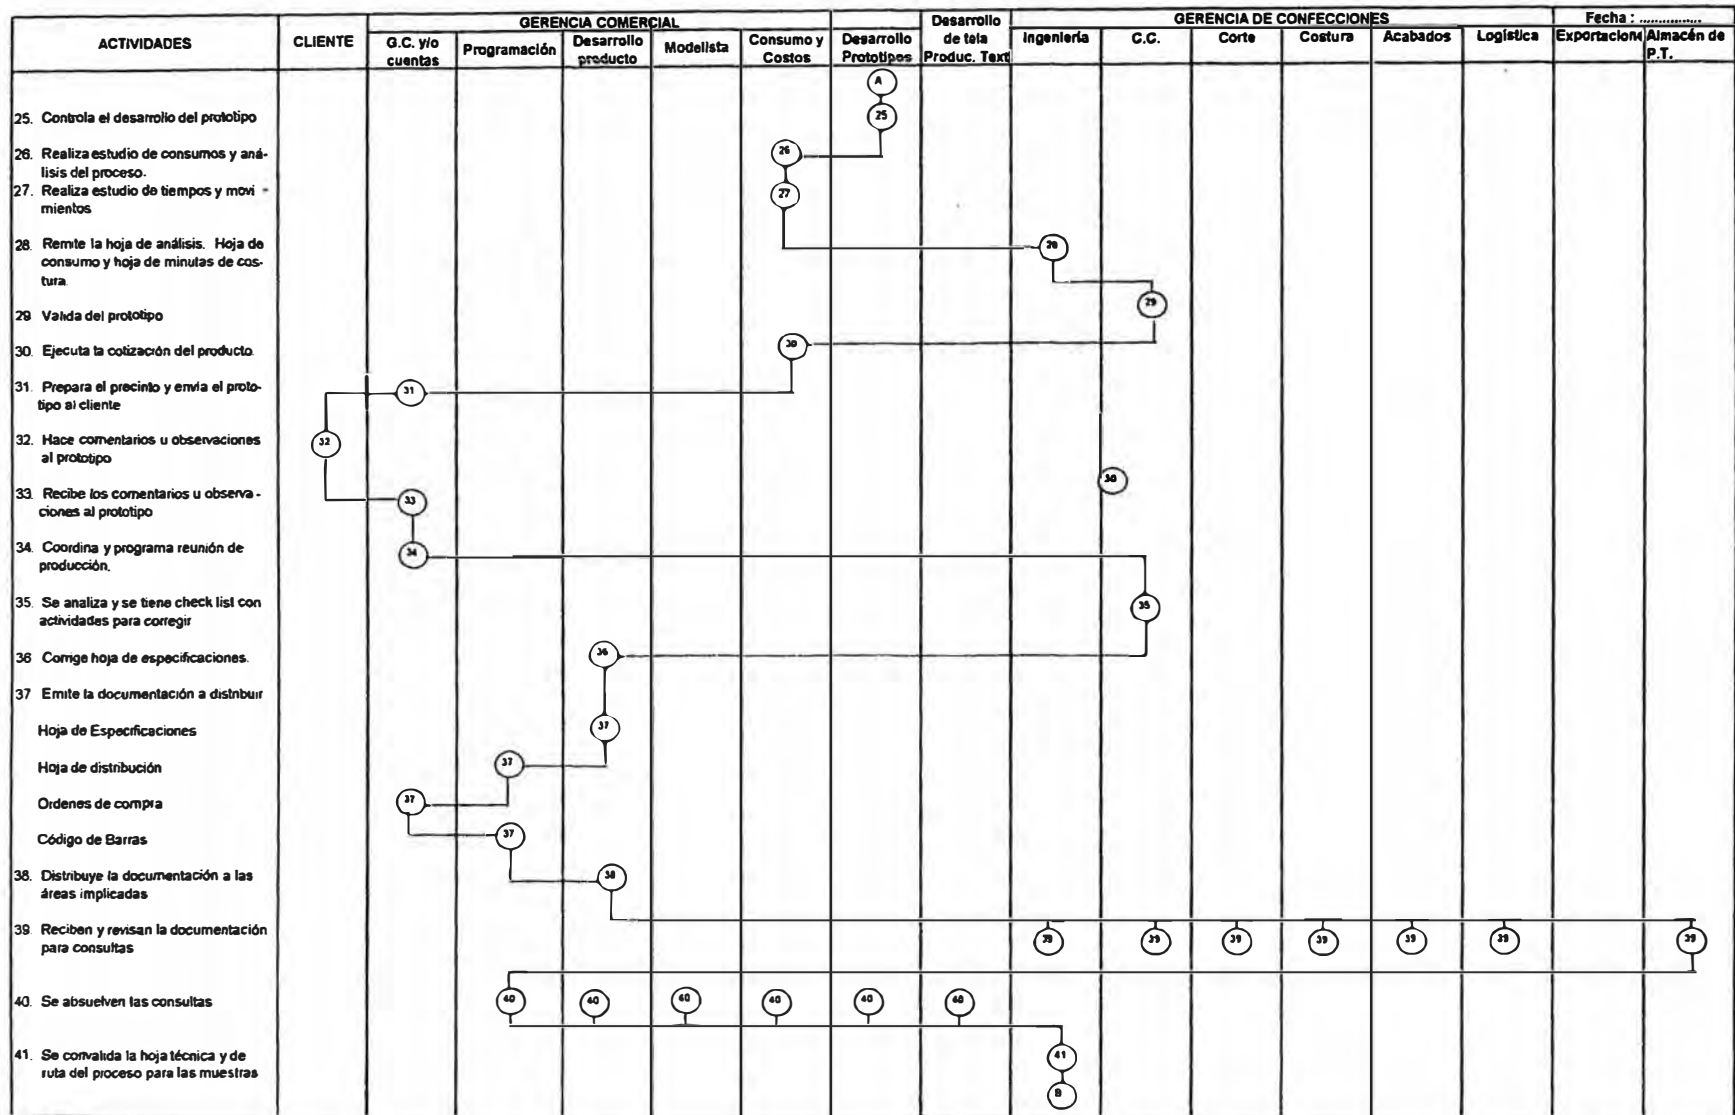 GERENCIA COMERCIAL
Desarrollo
GERENCIA DE CONFECCIONES
Fecha : ...............
ACTIVIDADES
CLIENTE
G.C. y/o
cuentas
Programación
Desarrollo
producto
Modelista
Consumo y
Costos
Desarrollo
Prototipos
de tela
Produc. Text
Ingeniería
C.C.
Corte
Costura
Acabados
Logística
Exportacione
Almacén de
P.T.
A
25. Controla el desarrollo del prototipo
25
26. Realiza estudio de consumos y aná-
lisis del proceso.
26
27. Realiza estudio de tiempos y movi -
mientos
27
28. Remite la hoja de análisis. Hoja de
consumo y hoja de minutas de cos-
tura.
28
29 Valida del prototipo
29
30. Ejecuta la cotización del producto.
30
31. Prepara el precinto y envía el proto-
tipo al cliente
31
32. Hace comentarios u observaciones
al prototipo
32
30
33. Recibe los comentarios u observa -
ciones al prototipo
33
34. Coordina y programa reunión de
producción.
34
35. Se analiza y se tiene check list con
actividades para corregir
35
36 Corrige hoja de especificaciones.
36
37 Emite la documentación a distribuir
Hoja de Especificaciones
37
Hoja de distribución
37
Ordenes de compra
37
Código de Barras
37
38. Distribuye la documentación a las
áreas implicadas
38
39. Reciben y revisan la documentación
para consultas
39 39 39 39 39 39 39
40. Se absuelven las consultas
40 40 40 40 40 40
41. Se convalida la hoja técnica y de
ruta del proceso para las muestras
41
B